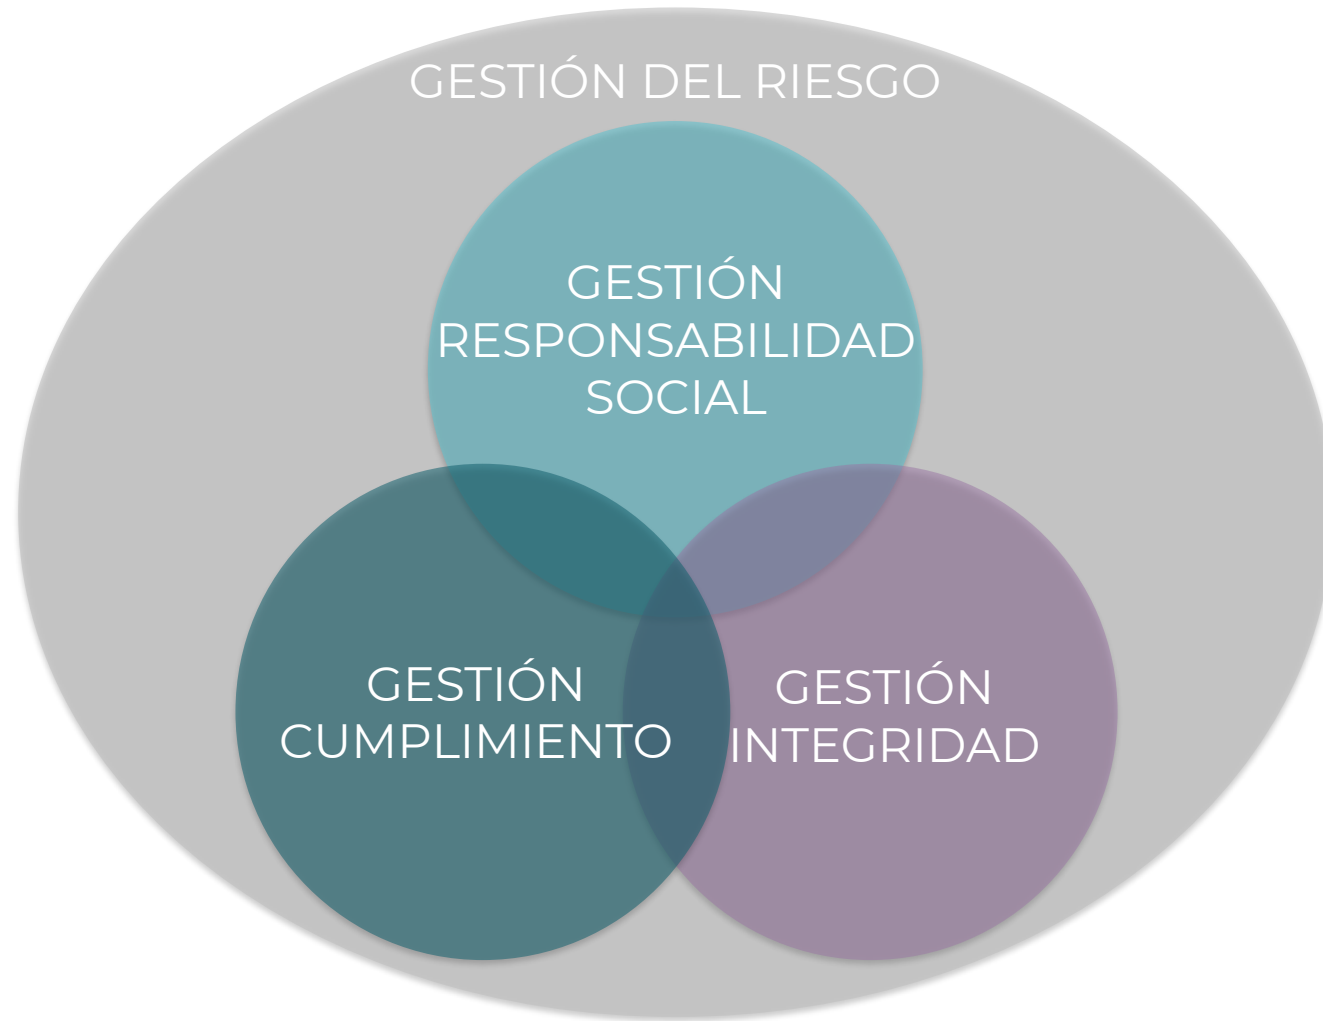 GESTIÓN DEL RIESGO
GESTIÓN
RESPONSABILIDAD
SOCIAL
GESTIÓN
CUMPLIMIENTO
GESTIÓN
INTEGRIDAD